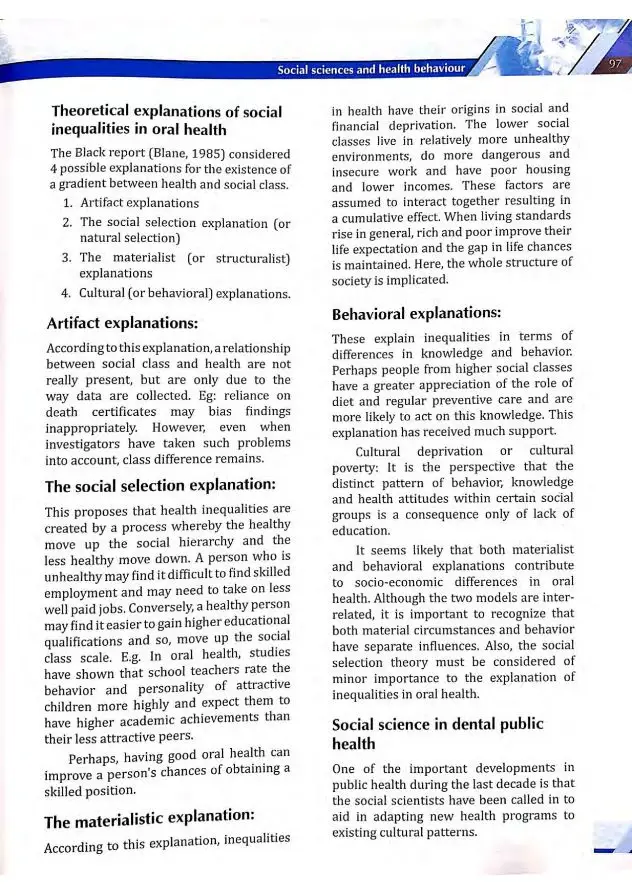 Social sciences and health behaviour
97
Theoretical explanations of social
inequalities in oral health
The Black report (Blane, 1985) considered
4 possible explanations for the existence of
a gradient between health and social class.
1. Artifact explanations
2. The social selection explanation (or
natural selection)
3. The materialist (or structuralist)
explanations
4. Cultural (or behavioral) explanations.
Artifact explanations:
According to this explanation, a relationship
between social class and health are not
really present, but are only due to the
way data are collected. Eg: reliance on
death certificates may bias findings
inappropriately. However, even when
investigators have taken such problems
into account, class difference remains.
The social selection explanation:
This proposes that health inequalities are
created by a process whereby the healthy
move up the social hierarchy and the
less healthy move down. A person who is
unhealthy may find it difficult to find skilled
employment and may need to take on less
well paid jobs. Conversely, a healthy person
may find it easier to gain higher educational
qualifications and so, move up the social
class scale. E.g. In oral health, studies
have shown that school teachers rate the
behavior and personality of attractive
children more highly and expect them to
have higher academic achievements than
their less attractive peers.
Perhaps, having good oral health can
improve a person's chances of obtaining a
skilled position.
The materialistic explanation:
According to this explanation, inequalities
in health have their origins in social and
financial deprivation. The lower social
classes live in relatively more unhealthy
environments, do more dangerous and
insecure work and have poor housing
and lower incomes. These factors are
assumed to interact together resulting in
a cumulative effect. When living standards
rise in general, rich and poor improve their
life expectation and the gap in life chances
is maintained. Here, the whole structure of
society is implicated.
Behavioral explanations:
These explain inequalities in terms of
differences in knowledge and behavior.
Perhaps people from higher social classes
have a greater appreciation of the role of
diet and regular preventive care and are
more likely to act on this knowledge. This
explanation has received much support.
Cultural deprivation or cultural
poverty: It is the perspective that the
distinct pattern of behavior, knowledge
and health attitudes within certain social
groups is a consequence only of lack of
education.
It seems likely that both materialist
and behavioral explanations contribute
to socio-economic differences in oral
health. Although the two models are inter-
related, it is important to recognize that
both material circumstances and behavior
have separate influences. Also, the social
selection theory must be considered of
minor importance to the explanation of
inequalities in oral health.
Social science in dental public
health
One of the important developments in
public health during the last decade is that
the social scientists have been called in to
aid in adapting new health programs to
existing cultural patterns.